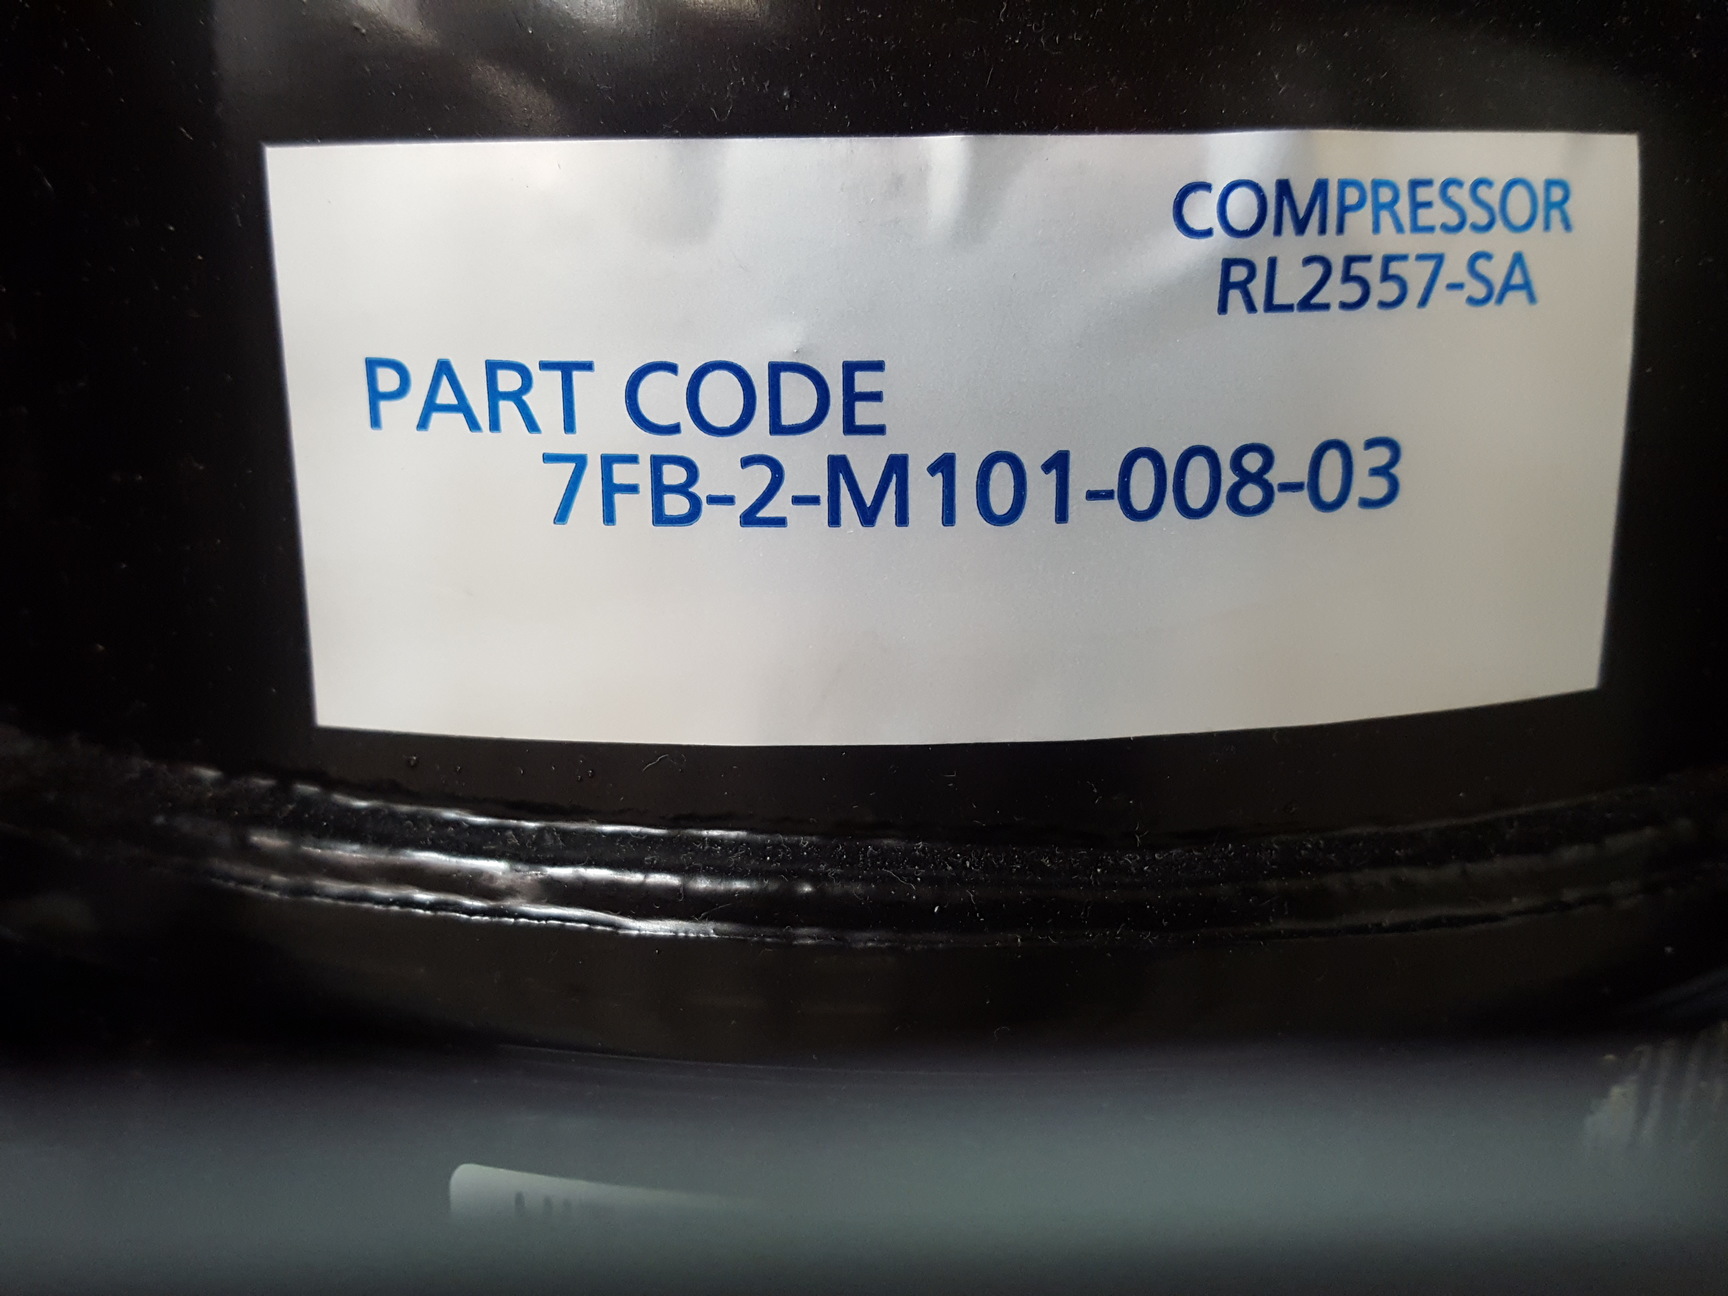 COMPRESSOR
RL2557-SA
PART CODE
7FB-2-M101-008-03